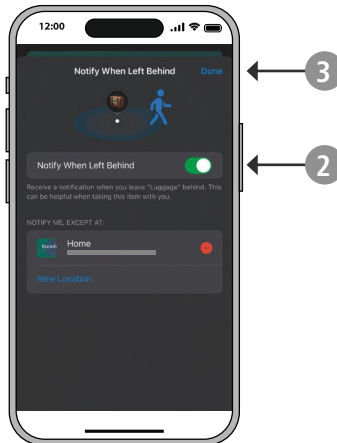 12:00
Notify When Left Behind Done
3
Notify When Left Behind
2
Receive a notification when you leave "Luggage" behind. This
can be helpful when taking this item with you.
NOTIFY ME, EXCEPT AT:
Home
New Location